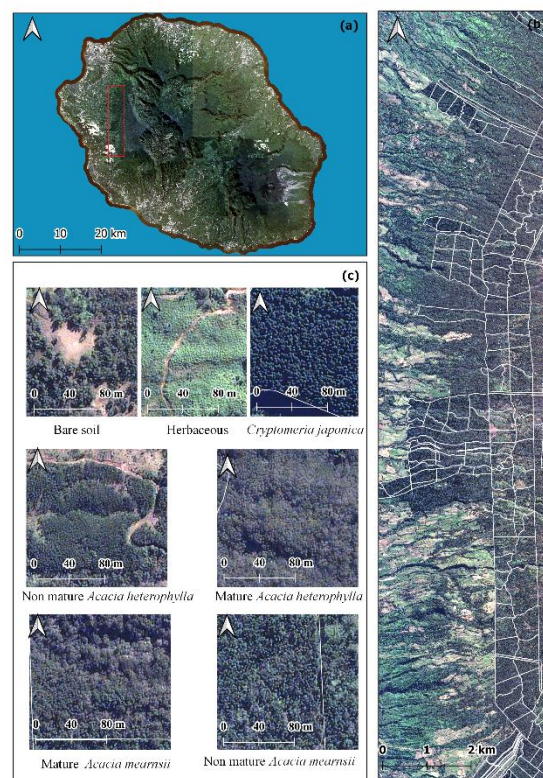 (a)
0 10 20 km
(b)
0 1 2 km
(c)
0 40 80 m
0 40 80 m
0 40 80 m
Bare soil Herbaceous Cryptomeria japonica
0 40 80 m
0 40 80 m
Non mature Acacia heterophylla Mature Acacia heterophylla
0 40 80 m
0 40 80 m
Mature Acacia mearnsii Non mature Acacia mearnsii